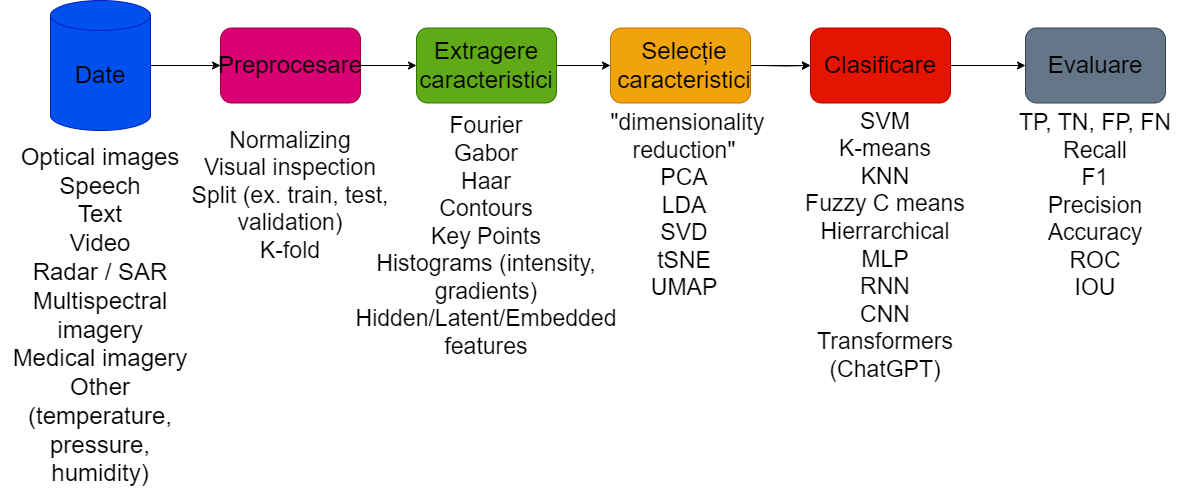 Date
Preprocesare
Extragere
caracteristici
Selecție
caracteristici
Clasificare
Evaluare
Optical images
Speech
Text
Video
Radar / SAR
Multispectral
imagery
Medical imagery
Other
(temperature,
pressure,
humidity)
Normalizing
Visual inspection
Split (ex. train, test,
validation)
K-fold
Fourier
Gabor
Haar
Contours
Key Points
Histograms (intensity,
gradients)
Hidden/Latent/Embedded
features
"dimensionality
reduction"
PCA
LDA
SVD
tSNE
UMAP
SVM
K-means
KNN
Fuzzy C means
Hierrarchical
MLP
RNN
CNN
Transformers
(ChatGPT)
TP, TN, FP, FN
Recall
F1
Precision
Accuracy
ROC
IOU